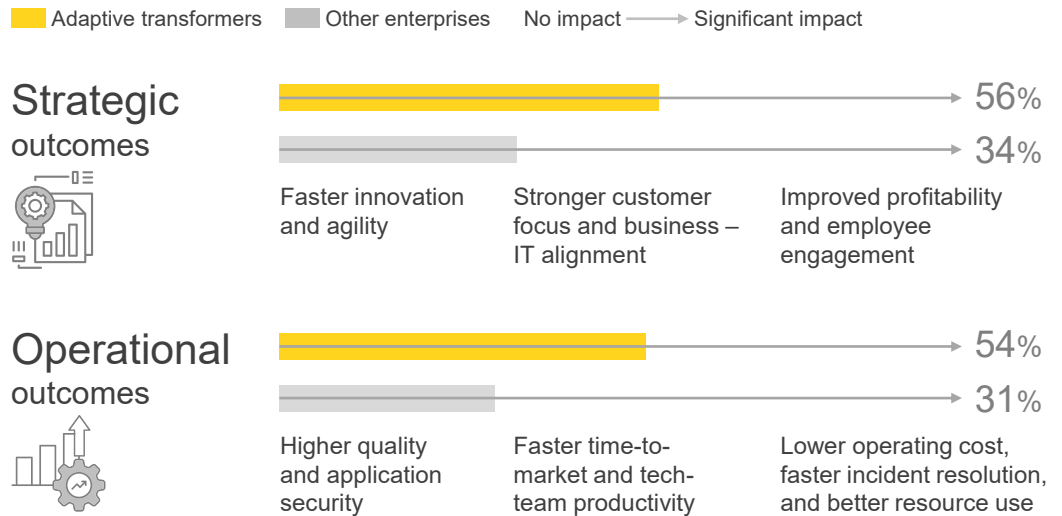 Adaptive transformers Other enterprises No impact Significant impact
Strategic
outcomes
56%
34%
Faster innovation
and agility
Stronger customer
focus and business –
IT alignment
Improved profitability
and employee
engagement
Operational
outcomes
54%
31%
Higher quality
and application
security
Faster time-to-
market and tech-
team productivity
Lower operating cost,
faster incident resolution,
and better resource use